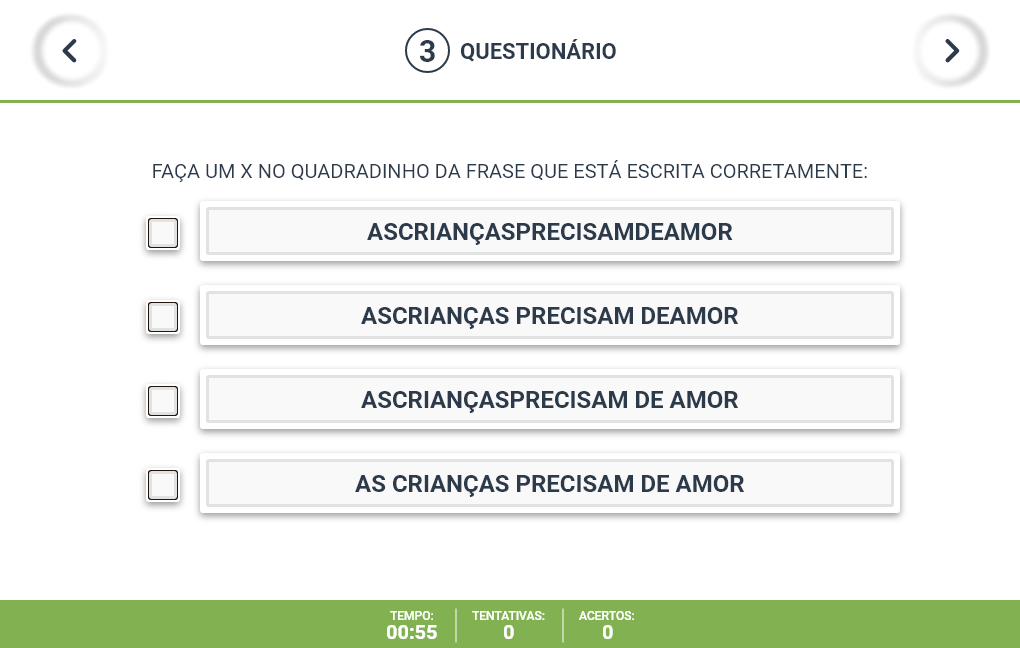 3 QUESTIONÁRIO
FAÇA UM X NO QUADRADINHO DA FRASE QUE ESTÁ ESCRITA CORRETAMENTE:
ASCRIANÇASPRECISAMDEAMOR
ASCRIANÇAS PRECISAM DEAMOR
ASCRIANÇASPRECISAM DE AMOR
AS CRIANÇAS PRECISAM DE AMOR
TEMPO: TENTATIVAS: ACERTOS:
00:55 0 0